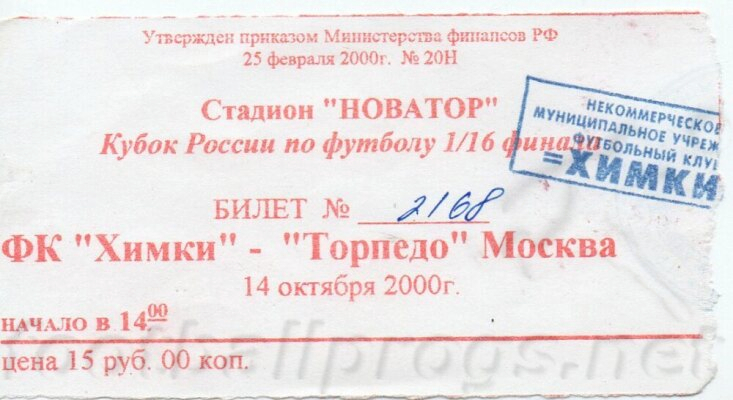 Утвержден приказом Министерства финансов РФ
25 февраля 2000г. № 20Н
Стадион "НОВАТОР"
Кубок России по футболу 1/16 финала
НЕКОММЕРЧЕСКОЕ
МУНИЦИПАЛЬНОЕ УЧРЕЖ
ФУТБОЛЬНЫЙ КЛУБ
=ХИМКИ
БИЛЕТ № 2168
ФК "Химки" - "Торпедо" Москва
14 октября 2000г.
НАЧАЛО в 14.00
цена 15 руб. 00 коп.
footballprogs.net